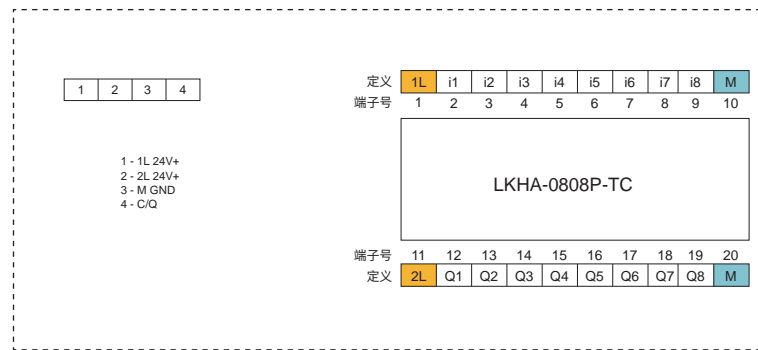 1 2 3 4
1 - 1L 24V+
2 - 2L 24V+
3 - M GND
4 - C/Q
定义 1L i1 i2 i3 i4 i5 i6 i7 i8 M
端子号 1 2 3 4 5 6 7 8 9 10
LKHA-0808P-TC
端子号 11 12 13 14 15 16 17 18 19 20
定义 2L Q1 Q2 Q3 Q4 Q5 Q6 Q7 Q8 M